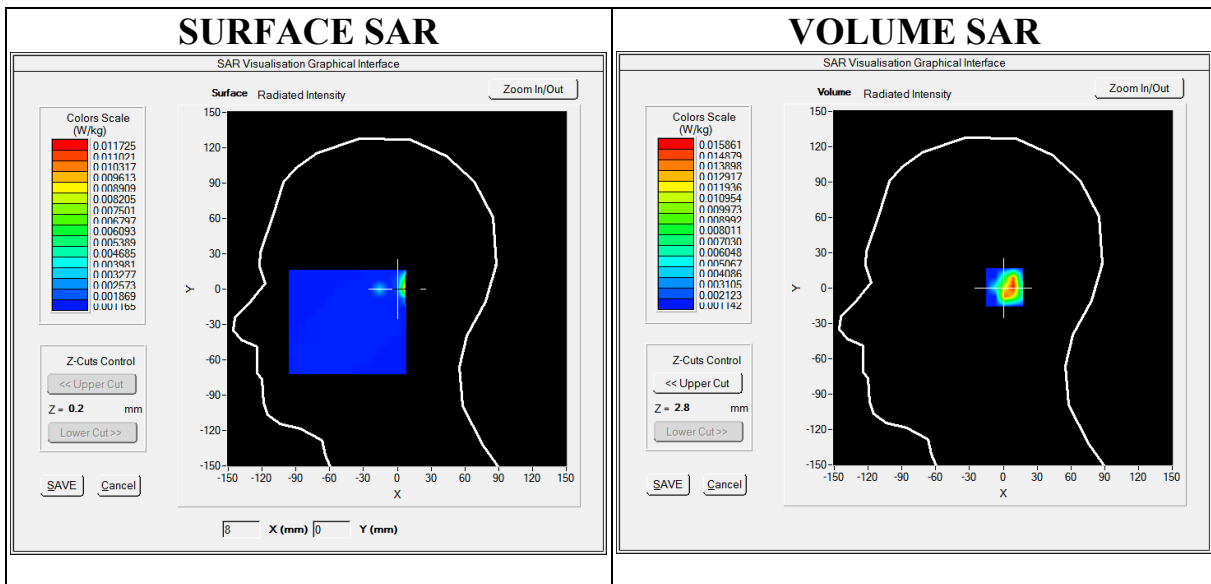 SURFACE SAR
SAR Visualisation Graphical Interface
Surface Radiated Intensity
Zoom In/Out
Colors Scale
(W/kg)
0.011725
0.011021
0.010317
0.009613
0.008909
0.008205
0.007501
0.006797
0.006093
0.005389
0.004685
0.003981
0.003277
0.002573
0.001869
0.001165
Z-Cuts Control
<< Upper Cut
Z = 0.2 mm
Lower Cut >>
SAVE Cancel
150
120
90
60
30
0
-30
-60
-90
-120
-150
Y
-150 -120 -90 -60 -30 0 30 60 90 120 150
X
8 X (mm) 0 Y (mm)
VOLUME SAR
SAR Visualisation Graphical Interface
Volume Radiated Intensity
Zoom In/Out
Colors Scale
(W/kg)
0.015861
0.014879
0.013898
0.012917
0.011936
0.010954
0.009973
0.008992
0.008011
0.007030
0.006048
0.005067
0.004086
0.003105
0.002123
0.001142
Z-Cuts Control
<< Upper Cut
Z = 2.8 mm
Lower Cut >>
SAVE Cancel
150
120
90
60
30
0
-30
-60
-90
-120
-150
Y
-150 -120 -90 -60 -30 0 30 60 90 120 150
X